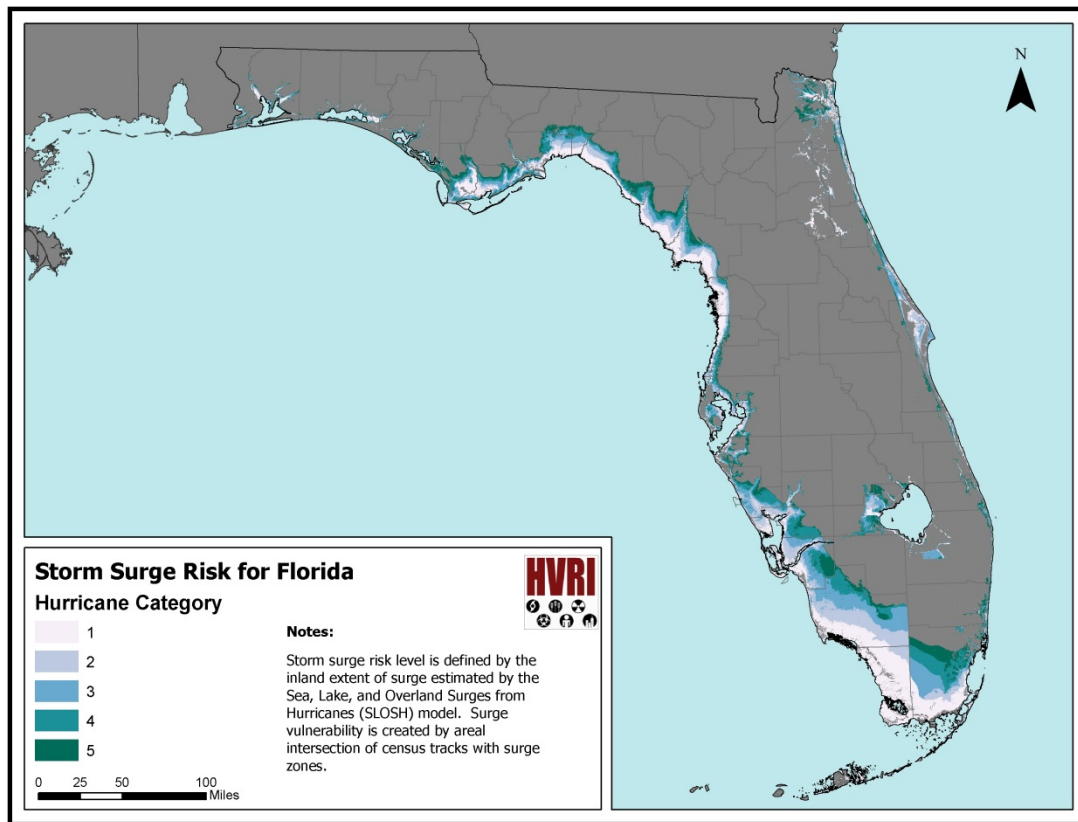 N
Storm Surge Risk for Florida
Hurricane Category
1
2
3
4
5
0 25 50 100
Miles
HVRI
Notes:
Storm surge risk level is defined by the
inland extent of surge estimated by the
Sea, Lake, and Overland Surges from
Hurricanes (SLOSH) model. Surge
vulnerability is created by areal
intersection of census tracks with surge
zones.